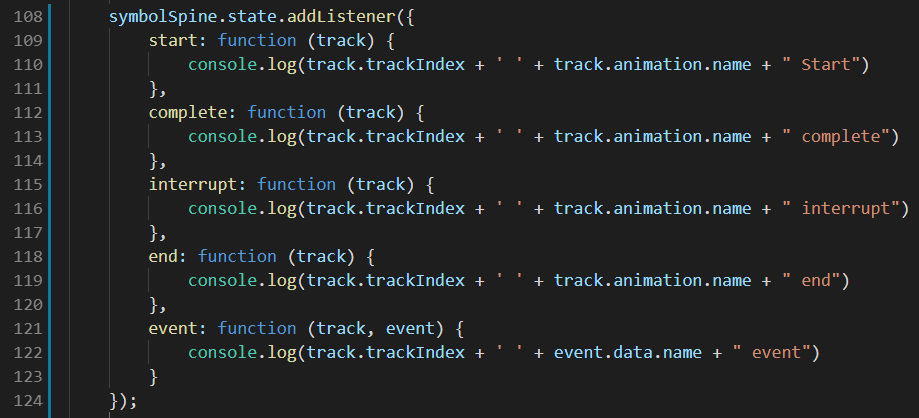 108 symbolSpine.state.addListener({
109 start: function (track) {
110 console.log(track.trackIndex + ' ' + track.animation.name + " Start")
111 },
112 complete: function (track) {
113 console.log(track.trackIndex + ' ' + track.animation.name + " complete")
114 },
115 interrupt: function (track) {
116 console.log(track.trackIndex + ' ' + track.animation.name + " interrupt")
117 },
118 end: function (track) {
119 console.log(track.trackIndex + ' ' + track.animation.name + " end")
120 },
121 event: function (track, event) {
122 console.log(track.trackIndex + ' ' + event.data.name + " event")
123 }
124 });